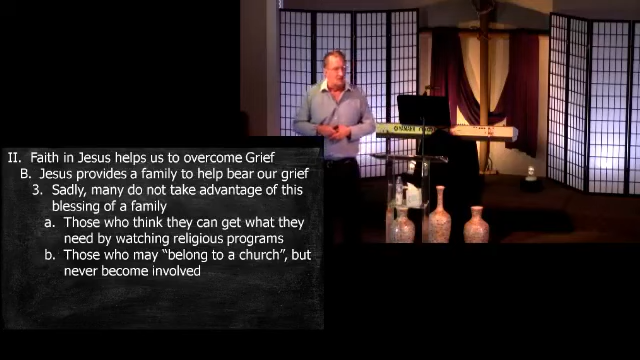 II. Faith in Jesus helps us to overcome Grief
B. Jesus provides a family to help bear our grief
3. Sadly, many do not take advantage of this
blessing of a family
a. Those who think they can get what they
need by watching religious programs
b. Those who may “belong to a church”, but
never become involved
YAMAHA